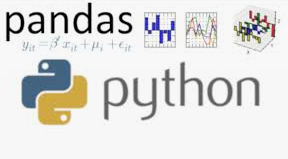 pandas
y_it = β′ x_it + μ_i + ε_it
python